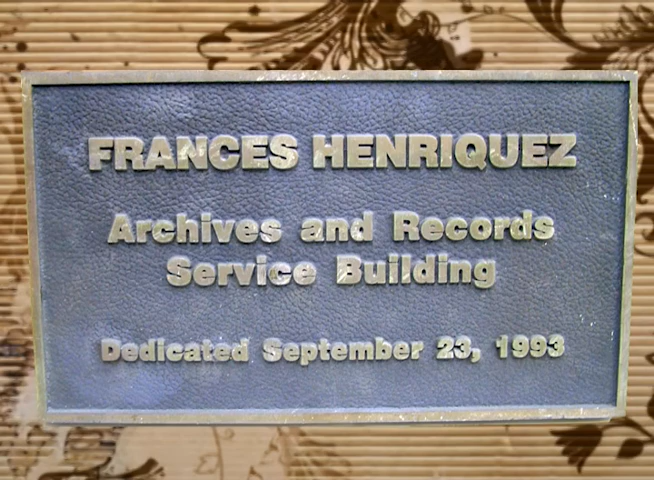 FRANCES HENRIQUEZ
Archives and Records
Service Building
Dedicated September 23, 1993